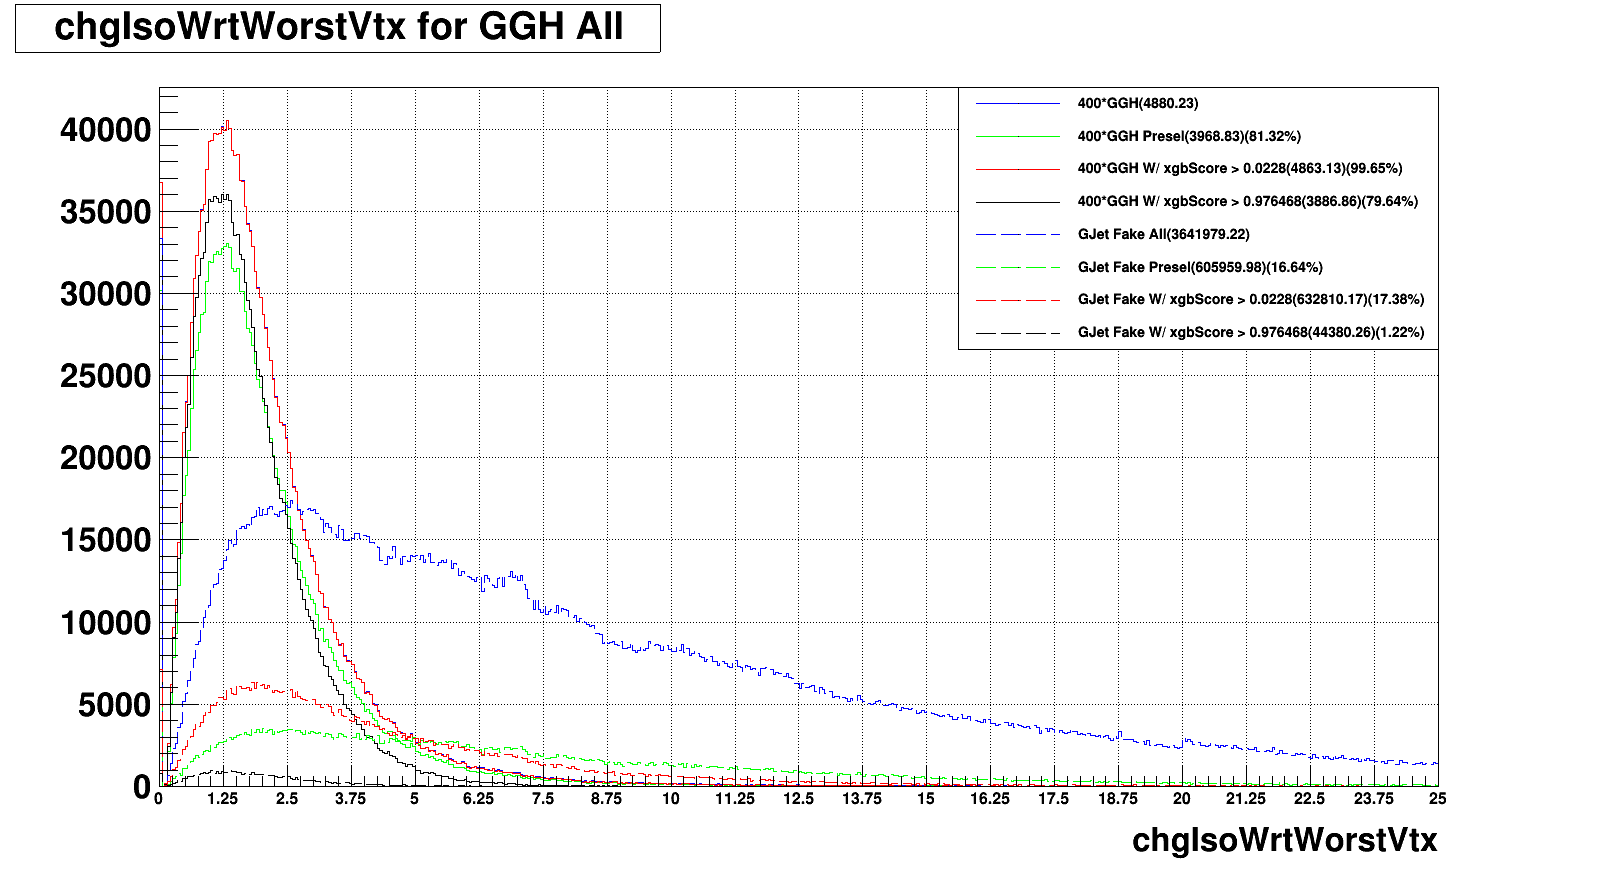 chgIsoWrtWorstVtx for GGH All
400*GGH(4880.23)
400*GGH Presel(3968.83)(81.32%)
400*GGH W/ xgbScore > 0.0228(4863.13)(99.65%)
400*GGH W/ xgbScore > 0.976468(3886.86)(79.64%)
GJet Fake All(3641979.22)
GJet Fake Presel(605959.98)(16.64%)
GJet Fake W/ xgbScore > 0.0228(632810.17)(17.38%)
GJet Fake W/ xgbScore > 0.976468(44380.26)(1.22%)
40000
35000
30000
25000
20000
15000
10000
5000
0
0 1.25 2.5 3.75 5 6.25 7.5 8.75 10 11.25 12.5 13.75 15 16.25 17.5 18.75 20 21.25 22.5 23.75 25
chgIsoWrtWorstVtx